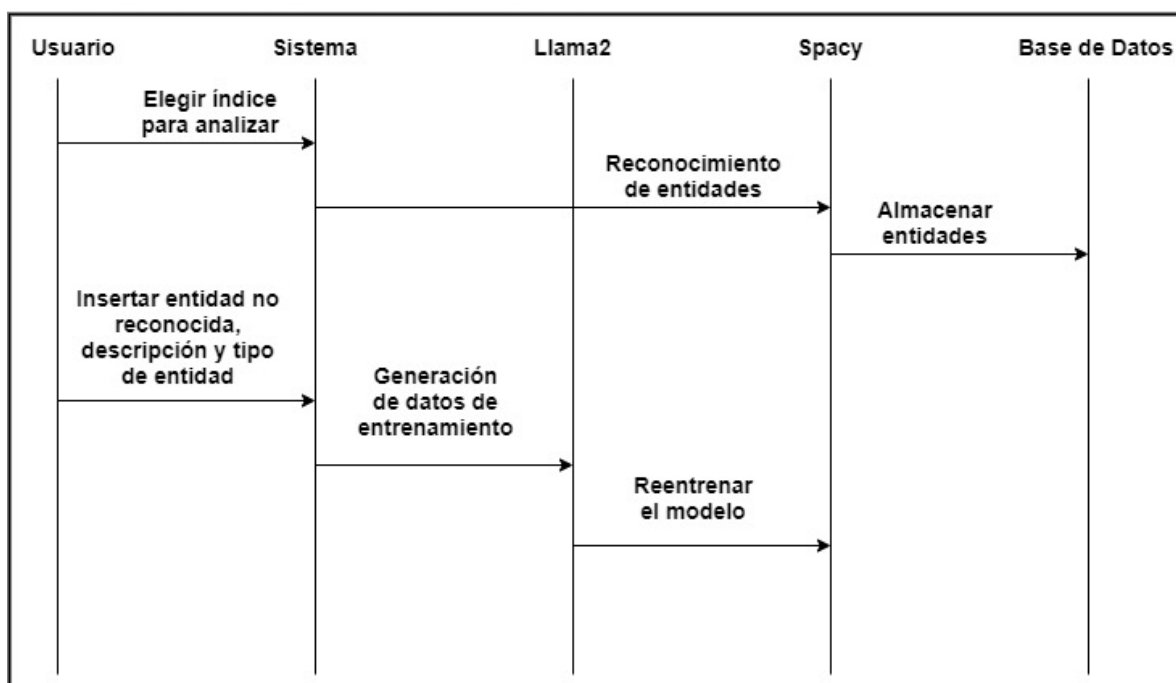 Usuario
Sistema
Llama2
Spacy
Base de Datos
Elegir índice
para analizar
Reconocimiento
de entidades
Almacenar
entidades
Insertar entidad no
reconocida,
descripción y tipo
de entidad
Generación
de datos de
entrenamiento
Reentrenar
el modelo